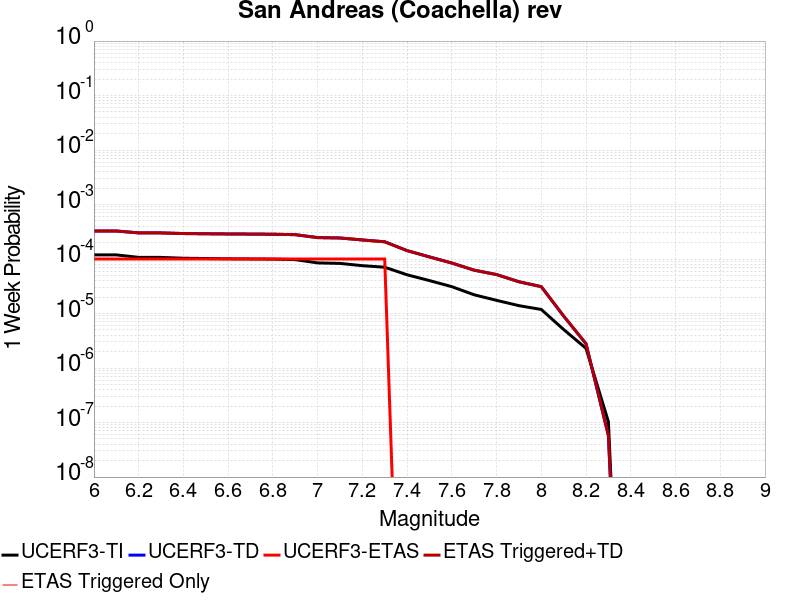 San Andreas (Coachella) rev
10^0
10^-1
10^-2
10^-3
10^-4
10^-5
10^-6
10^-7
10^-8
1 Week Probability
6 6.2 6.4 6.6 6.8 7 7.2 7.4 7.6 7.8 8 8.2 8.4 8.6 8.8 9
Magnitude
UCERF3-TI UCERF3-TD UCERF3-ETAS ETAS Triggered+TD
ETAS Triggered Only